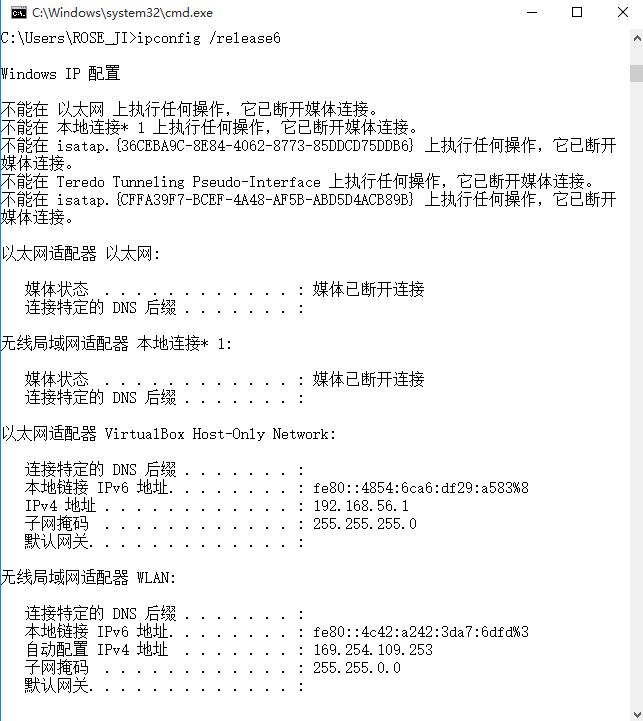 C:\Windows\system32\cmd.exe
C:\Users\ROSE_JI>ipconfig /release6
Windows IP 配置
不能在 以太网 上执行任何操作，它已断开媒体连接。
不能在 本地连接* 1 上执行任何操作，它已断开媒体连接。
不能在 isatap.{36CEBA9C-8E84-4062-8773-85DDCD75DDB6} 上执行任何操作，它已断开
媒体连接。
不能在 Teredo Tunneling Pseudo-Interface 上执行任何操作，它已断开媒体连接。
不能在 isatap.{CFFA39F7-BCEF-4A48-AF5B-ABD5D4ACB89B} 上执行任何操作，它已断开
媒体连接。
以太网适配器 以太网:
媒体状态  . . . . . . . . . . . . : 媒体已断开连接
连接特定的 DNS 后缀 . . . . . . . :
无线局域网适配器 本地连接* 1:
媒体状态  . . . . . . . . . . . . : 媒体已断开连接
连接特定的 DNS 后缀 . . . . . . . :
以太网适配器 VirtualBox Host-Only Network:
连接特定的 DNS 后缀 . . . . . . . :
本地链接 IPv6 地址. . . . . . . . : fe80::4854:6ca6:df29:a583%8
IPv4 地址 . . . . . . . . . . . . : 192.168.56.1
子网掩码  . . . . . . . . . . . . : 255.255.255.0
默认网关. . . . . . . . . . . . . :
无线局域网适配器 WLAN:
连接特定的 DNS 后缀 . . . . . . . :
本地链接 IPv6 地址. . . . . . . . : fe80::4c42:a242:3da7:6dfd%3
自动配置 IPv4 地址  . . . . . . . : 169.254.109.253
子网掩码  . . . . . . . . . . . . : 255.255.0.0
默认网关. . . . . . . . . . . . . :